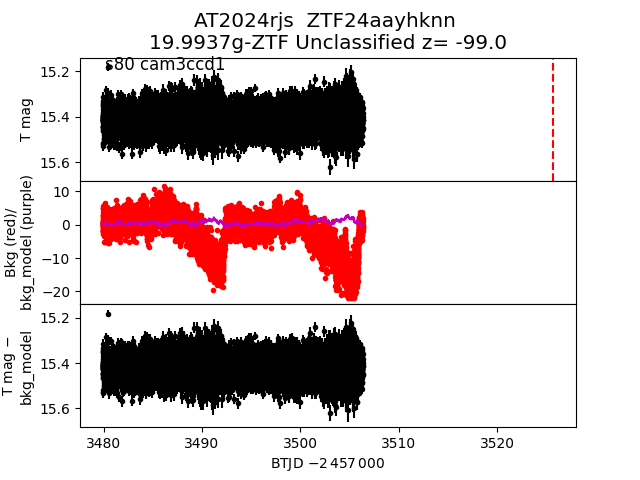 AT2024rjs  ZTF24aayhknn
19.9937g-ZTF Unclassified z= -99.0
s80 cam3ccd1
15.2
15.4
15.6
T mag
10
0
−10
−20
Bkg (red)/
bkg_model (purple)
15.2
15.4
15.6
T mag −
bkg_model
3480
3490
3500
3510
3520
BTJD −2 457 000